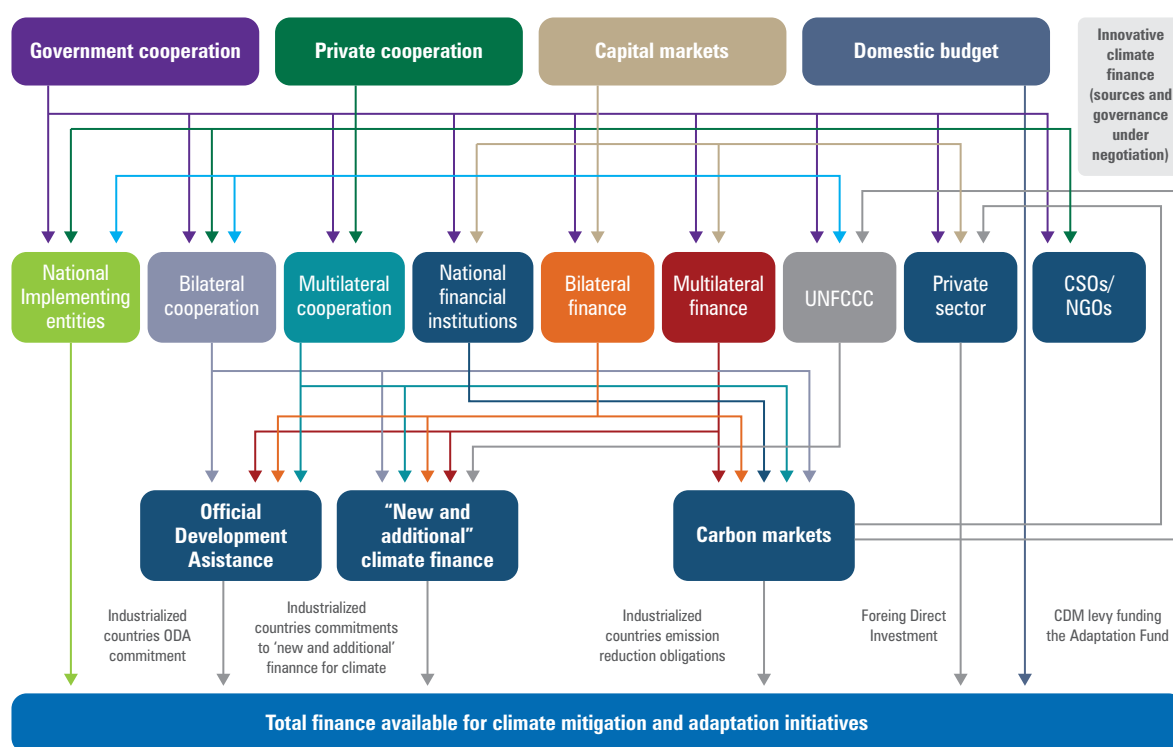 Government cooperation
Private cooperation
Capital markets
Domestic budget
Innovative
climate
finance
(sources and
governance
under
negotiation)
National
Implementing
entities
Bilateral
cooperation
Multilateral
cooperation
National
financial
institutions
Bilateral
finance
Multilateral
finance
UNFCCC
Private
sector
CSOs/
NGOs
Official
Development
Asistance
“New and
additional”
climate finance
Carbon markets
Industrialized
countries ODA
commitment
Industrialized
countries commitments
to ‘new and additional’
finannce for climate
Industrialized
countries emission
reduction obligations
Foreing Direct
Investment
CDM levy funding
the Adaptation Fund
Total finance available for climate mitigation and adaptation initiatives